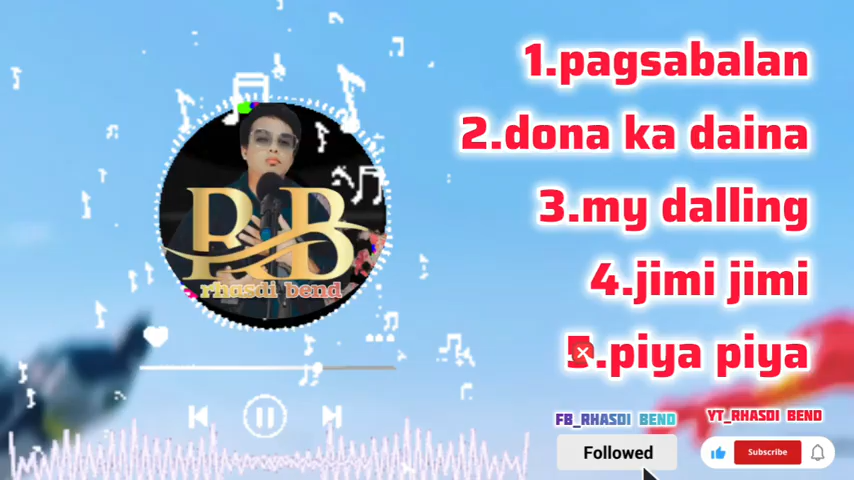 1.pagsabalan
2.dona ka daina
3.my dalling
4.jimi jimi
5.piya piya
RB
rhasdi bend
FB_RHASDI BEND
YT_RHASDI BEND
Followed
Subscribe